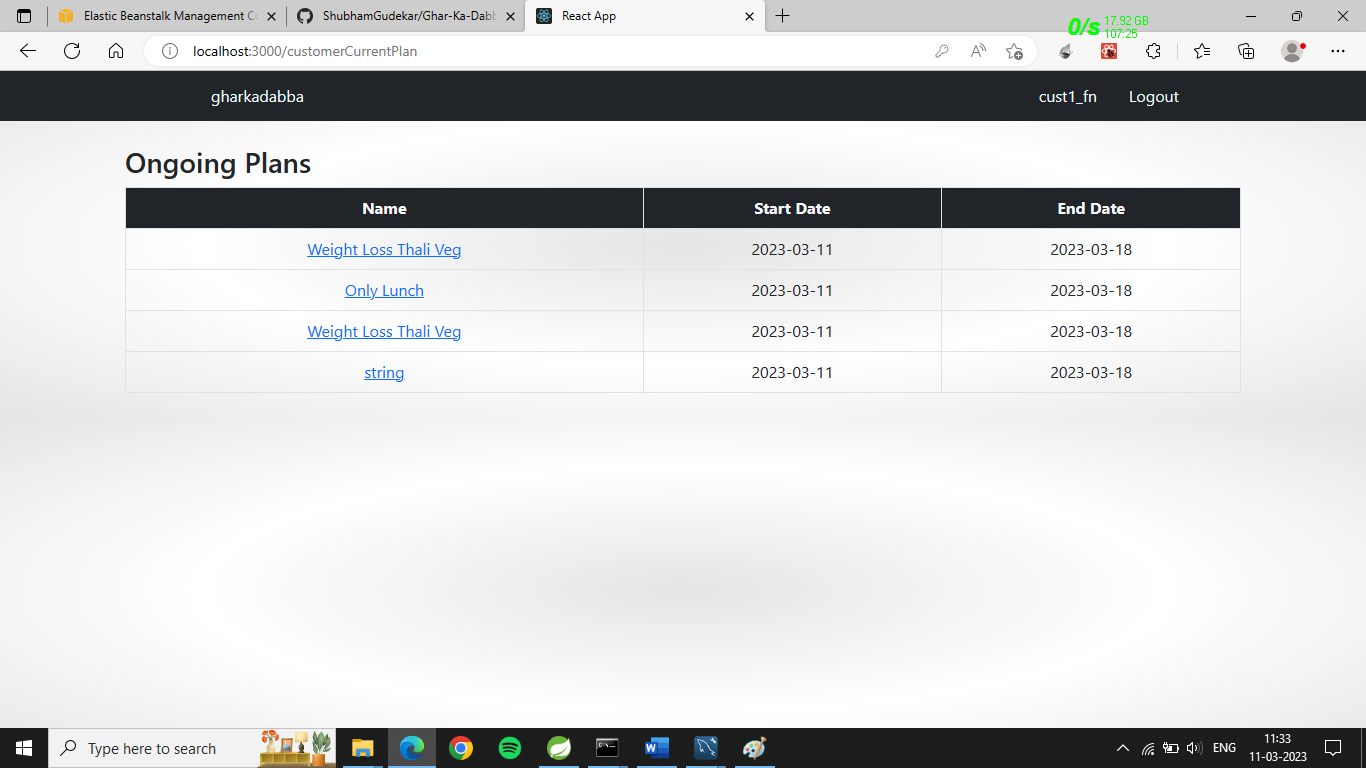 Elastic Beanstalk Management Co
ShubhamGudekar/Ghar-Ka-Dabb
React App
0/s 17.92 GB
107:25
localhost:3000/customerCurrentPlan
gharkadabba cust1_fn Logout
Ongoing Plans
Name Start Date End Date
Weight Loss Thali Veg 2023-03-11 2023-03-18
Only Lunch 2023-03-11 2023-03-18
Weight Loss Thali Veg 2023-03-11 2023-03-18
string 2023-03-11 2023-03-18
Type here to search
ENG
11:33
11-03-2023